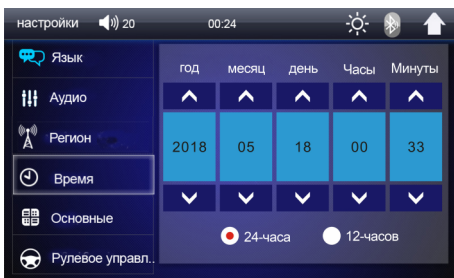 настройки 20 00:24
Язык
Аудио
Регион
Время
Основные
Рулевое управл..
год месяц день Часы Минуты
2018 05 18 00 33
24-часа 12-часов